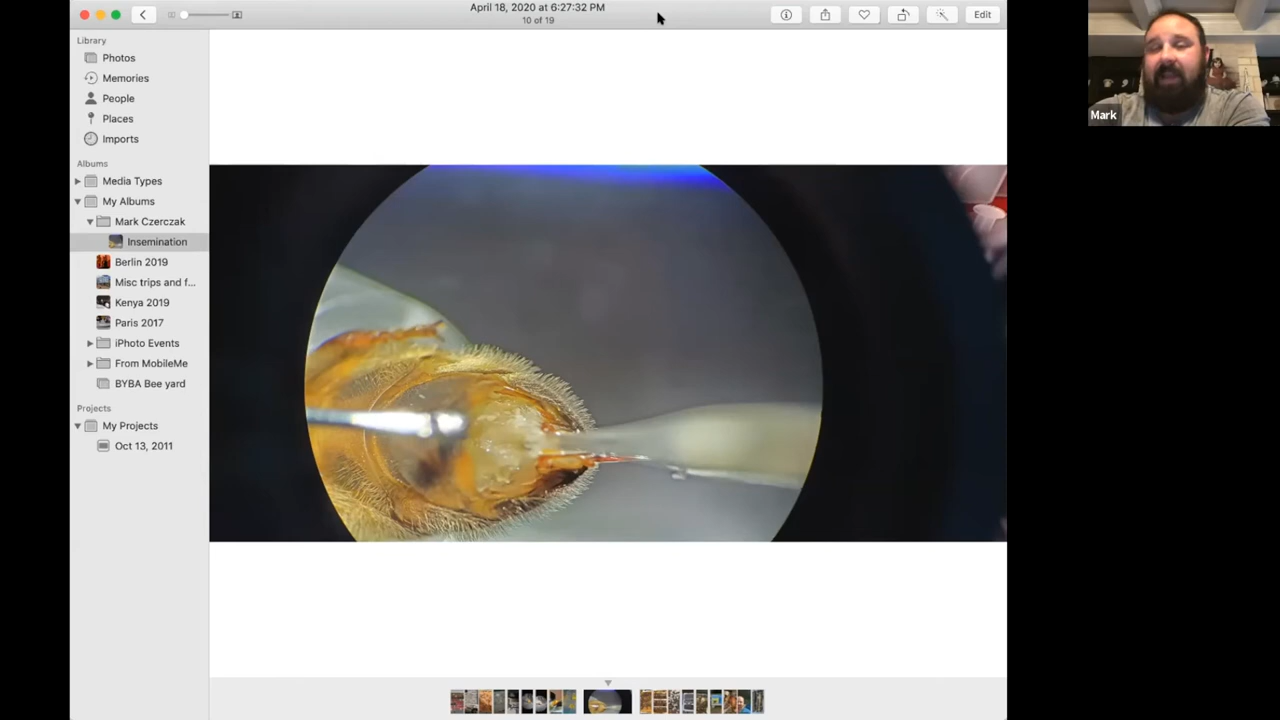 April 18, 2020 at 6:27:32 PM
10 of 19
Edit
Library
Photos
Memories
People
Places
Imports
Albums
Media Types
My Albums
Mark Czerczak
Insemination
Berlin 2019
Misc trips and f...
Kenya 2019
Paris 2017
iPhoto Events
From MobileMe
BYBA Bee yard
Projects
My Projects
Oct 13, 2011
Mark